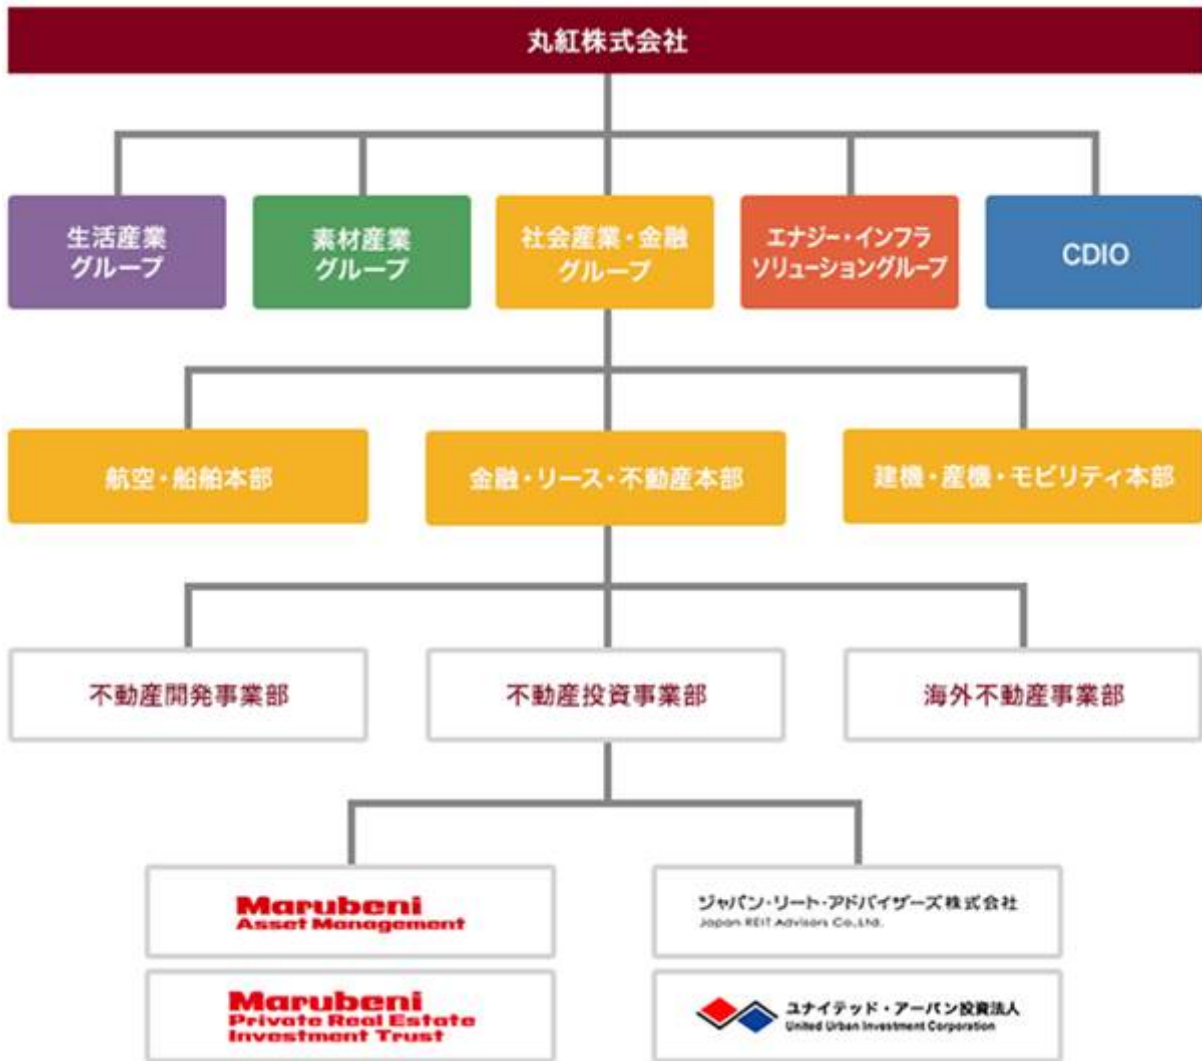 丸紅株式会社
生活産業
グループ
素材産業
グループ
社会産業・金融
グループ
エナジー・インフラ
ソリューショングループ
CDIO
航空・船舶本部
金融・リース・不動産本部
建機・産機・モビリティ本部
不動産開発事業部
不動産投資事業部
海外不動産事業部
Marubeni
Asset Management
ジャパン・リート・アドバイザーズ株式会社
Japan REIT Advisors Co.,Ltd.
Marubeni
Private Real Estate
Investment Trust
ユナイテッド・アーバン投資法人
United Urban Investment Corporation